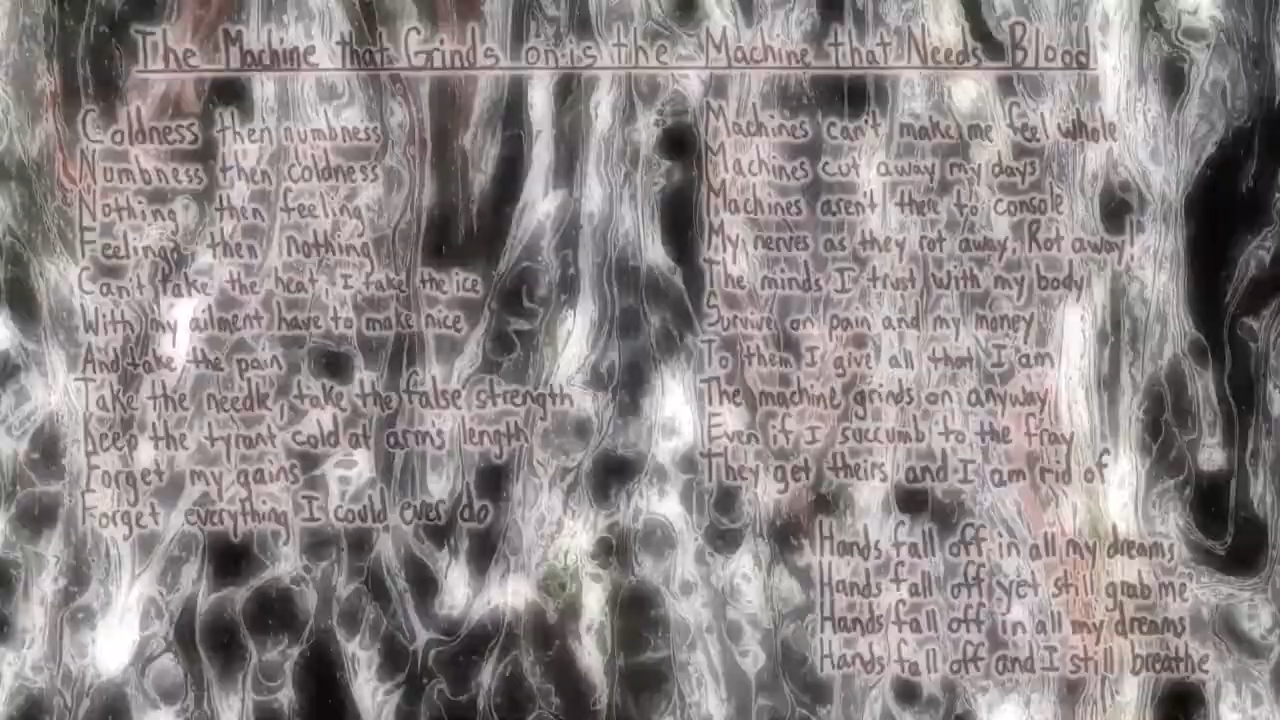 The Machine that Grinds on is the Machine that Needs Blood
Coldness then numbness
Numbness then coldness
Nothing, then feeling
Feeling, then nothing
Can't take the heat, I take the ice
With my ailment have to make nice
And take the pain
Take the needle, take the false strength
Keep the tyrant cold at arms length
Forget my gains
Forget everything I could ever do
Machines can't make me feel whole
Machines cut away my days
Machines arent there to console
My nerves as they rot away, Rot away!
The minds I trust with my body
Survive on pain and my money
To them I give all that I am
The machine grinds on anyway
Even if I succumb to the fray
They get theirs and I am rid of
Hands fall off in all my dreams
Hands fall off yet still grab me
Hands fall off in all my dreams
Hands fall off and I still breathe